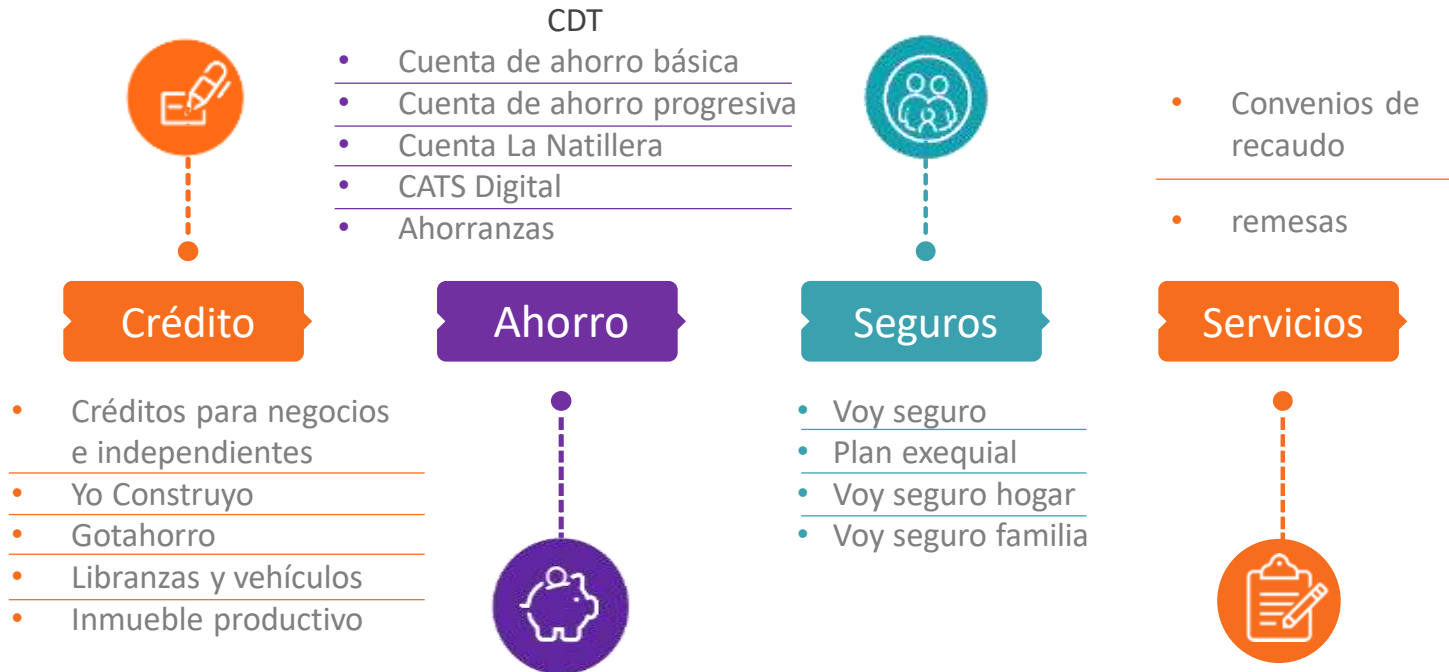 Crédito
Créditos para negocios
e independientes
Yo Construyo
Gotahorro
Libranzas y vehículos
Inmueble productivo
CDT
Cuenta de ahorro básica
Cuenta de ahorro progresiva
Cuenta La Natillera
CATS Digital
Ahorranzas
Ahorro
Seguros
Voy seguro
Plan exequial
Voy seguro hogar
Voy seguro familia
Convenios de
recaudo
remesas
Servicios